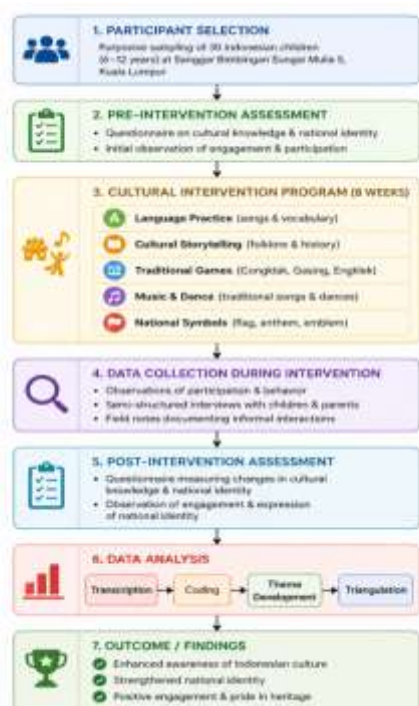 1. PARTICIPANT SELECTION
Purposive sampling of 30 Indonesian children
(6–12 years) at Sanggar Bimbingan Sungai Mulia 5,
Kuala Lumpur
2. PRE-INTERVENTION ASSESSMENT
• Questionnaire on cultural knowledge & national identity
• Initial observation of engagement & participation
3. CULTURAL INTERVENTION PROGRAM (8 WEEKS)
Language Practice (songs & vocabulary)
Cultural Storytelling (folklore & history)
Traditional Games (Congklak, Gasing, Engklek)
Music & Dance (traditional songs & dances)
National Symbols (flag, anthem, emblem)
4. DATA COLLECTION DURING INTERVENTION
• Observations of participation & behavior
• Semi-structured interviews with children & parents
• Field notes documenting informal interactions
5. POST-INTERVENTION ASSESSMENT
• Questionnaire measuring changes in cultural
knowledge & national identity
• Observation of engagement & expression
of national identity
6. DATA ANALYSIS
Transcription
Coding
Theme
Development
Triangulation
7. OUTCOME / FINDINGS
Enhanced awareness of Indonesian culture
Strengthened national identity
Positive engagement & pride in heritage